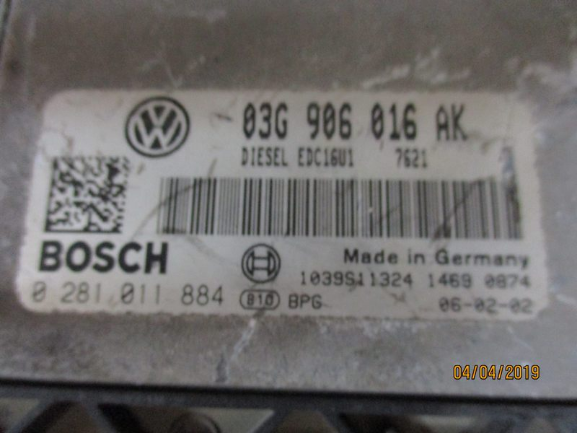 03G 906 016 AK
DIESEL EDC16U1 7621
BOSCH
Made in Germany
1039S11324 1469 0874
0 281 011 884 810 BPG 06-02-02
04/04/2019